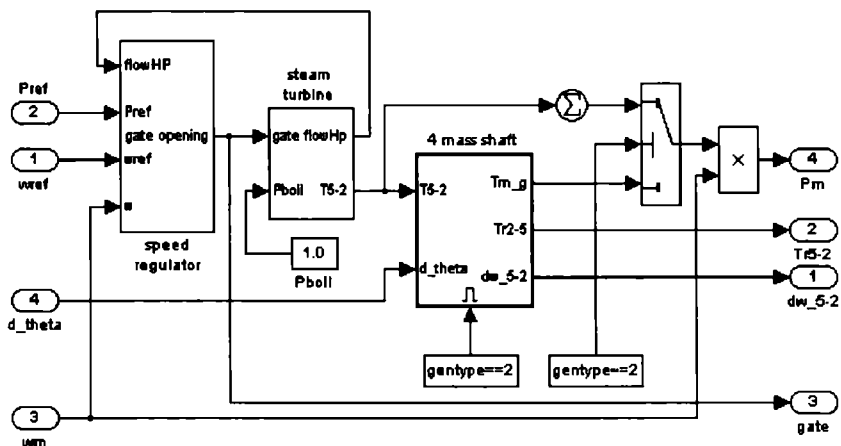 Pref
2
1
wref
4
d_theta
3
wm
flowHP
Pref
gate opening
wref
w
speed
regulator
steam
turbine
gate flowHp
Pboil T5-2
1.0
Pboil
4 mass shaft
T5-2
Tm_g
Tr2-5
d_theta
dw_5-2
gentype==2
gentype~=2
Σ
×
4
Pm
2
Tr5-2
1
dw_5-2
3
gate